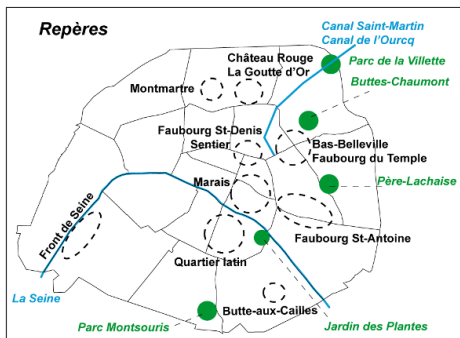 Repères
Canal Saint-Martin
Canal de l'Ourcq
Château Rouge
La Goutte d'Or
Parc de la Villette
Montmartre
Buttes-Chaumont
Faubourg St-Denis
Sentier
Bas-Belleville
Faubourg du Temple
Marais
Père-Lachaise
Front de Seine
Faubourg St-Antoine
Quartier latin
La Seine
Butte-aux-Cailles
Parc Montsouris
Jardin des Plantes